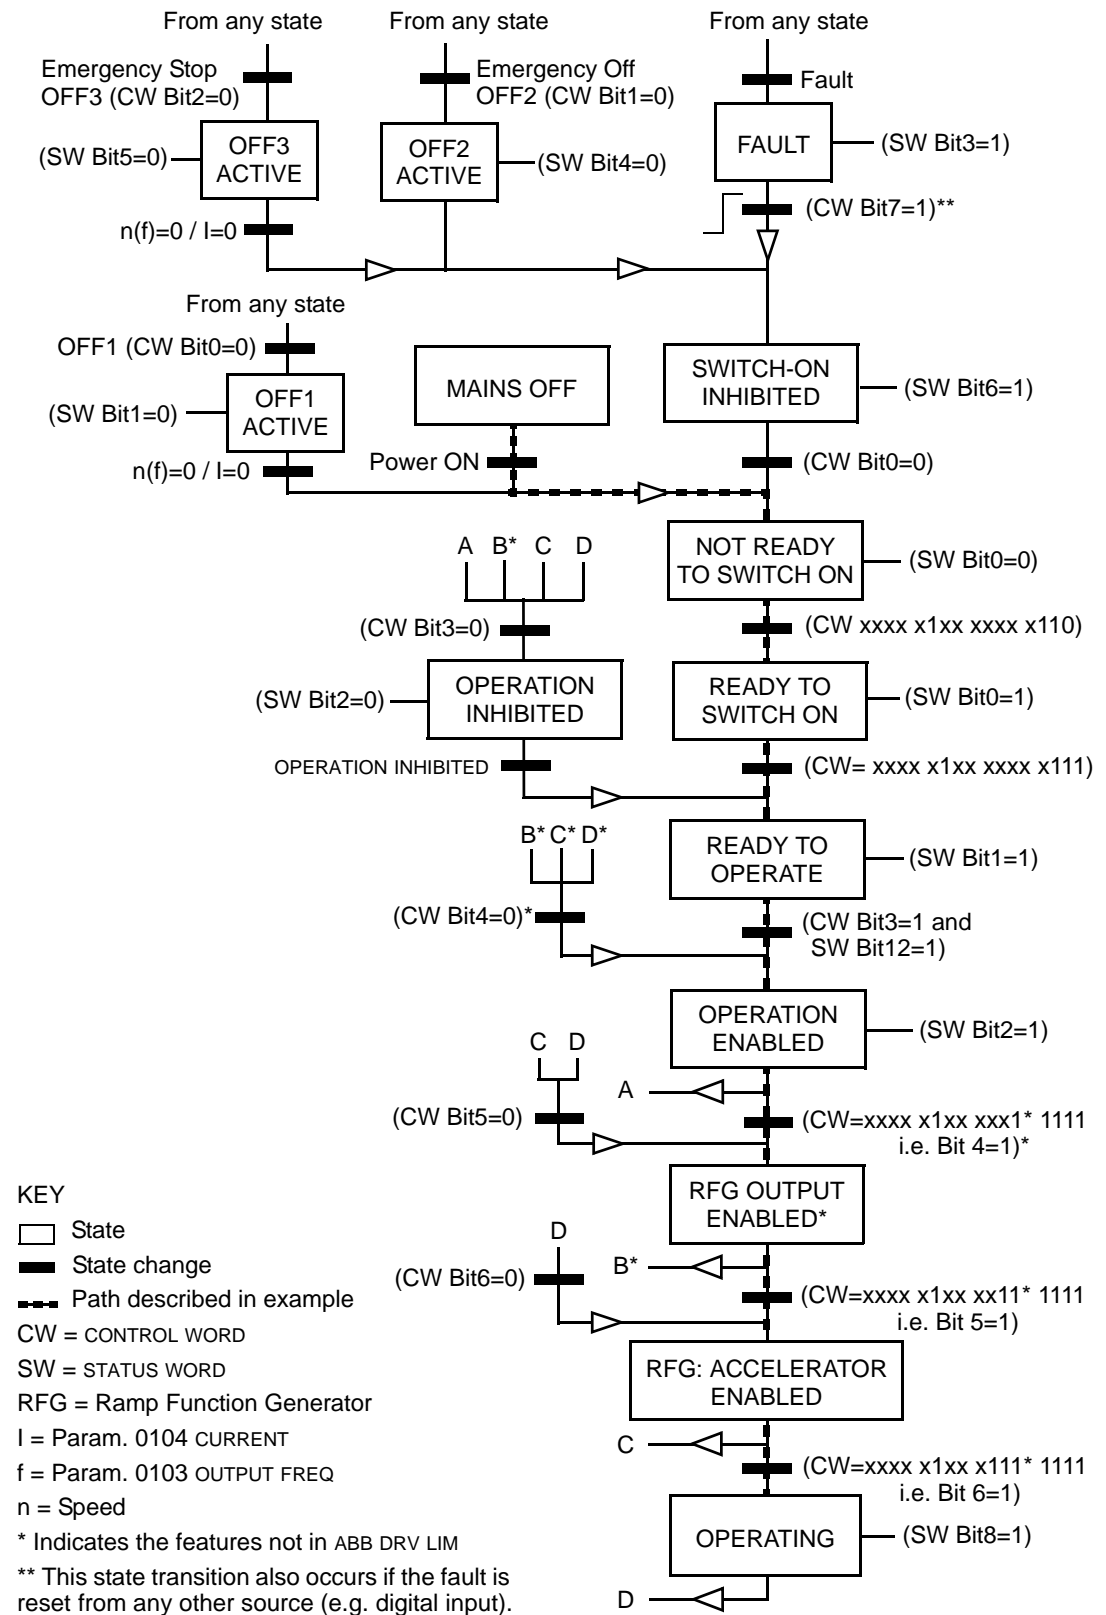 From any state
From any state
From any state
Emergency Stop
OFF3 (CW Bit2=0)
Emergency Off
OFF2 (CW Bit1=0)
Fault
OFF3
ACTIVE
(SW Bit5=0)
OFF2
ACTIVE
(SW Bit4=0)
FAULT
(SW Bit3=1)
n(f)=0 / I=0
(CW Bit7=1)**
From any state
OFF1 (CW Bit0=0)
OFF1
ACTIVE
(SW Bit1=0)
MAINS OFF
SWITCH-ON
INHIBITED
(SW Bit6=1)
n(f)=0 / I=0
Power ON
(CW Bit0=0)
A B* C D
NOT READY
TO SWITCH ON
(SW Bit0=0)
(CW Bit3=0)
(CW xxxx x1xx xxxx x110)
OPERATION
INHIBITED
(SW Bit2=0)
READY TO
SWITCH ON
(SW Bit0=1)
OPERATION INHIBITED
(CW= xxxx x1xx xxxx x111)
B* C* D*
READY TO
OPERATE
(SW Bit1=1)
(CW Bit4=0)*
(CW Bit3=1 and
SW Bit12=1)
OPERATION
ENABLED
(SW Bit2=1)
C D
A
(CW Bit5=0)
(CW=xxxx x1xx xxx1* 1111
i.e. Bit 4=1)*
RFG OUTPUT
ENABLED*
D
B*
(CW Bit6=0)
(CW=xxxx x1xx xx11* 1111
i.e. Bit 5=1)
RFG: ACCELERATOR
ENABLED
C
(CW=xxxx x1xx x111* 1111
i.e. Bit 6=1)
OPERATING
(SW Bit8=1)
D
KEY
State
State change
Path described in example
CW = CONTROL WORD
SW = STATUS WORD
RFG = Ramp Function Generator
I = Param. 0104 CURRENT
f = Param. 0103 OUTPUT FREQ
n = Speed
* Indicates the features not in ABB DRV LIM
** This state transition also occurs if the fault is
reset from any other source (e.g. digital input).